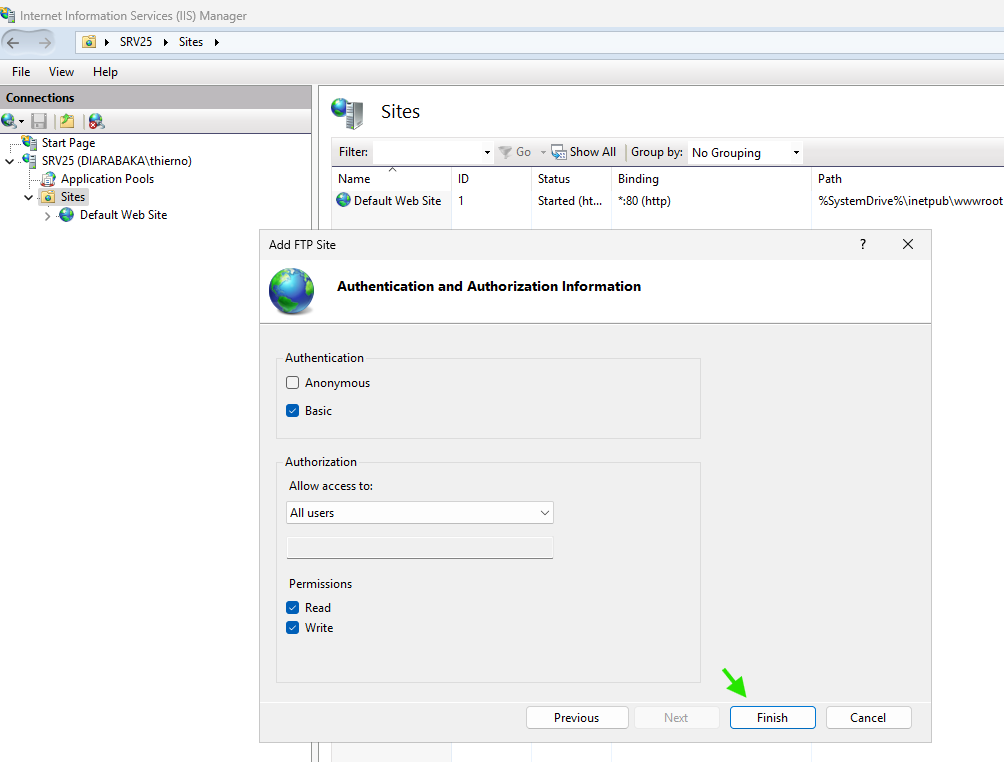 Internet Information Services (IIS) Manager
SRV25 Sites
File View Help
Connections
Start Page
SRV25 (DIARABAKA\thierno)
Application Pools
Sites
Default Web Site
Sites
Filter: Go Show All Group by: No Grouping
Name ID Status Binding Path
Default Web Site 1 Started (ht... *:80 (http) %SystemDrive%\inetpub\wwwroot
Add FTP Site ?
Authentication and Authorization Information
Authentication
Anonymous
Basic
Authorization
Allow access to:
All users
Permissions
Read
Write
Previous Next Finish Cancel